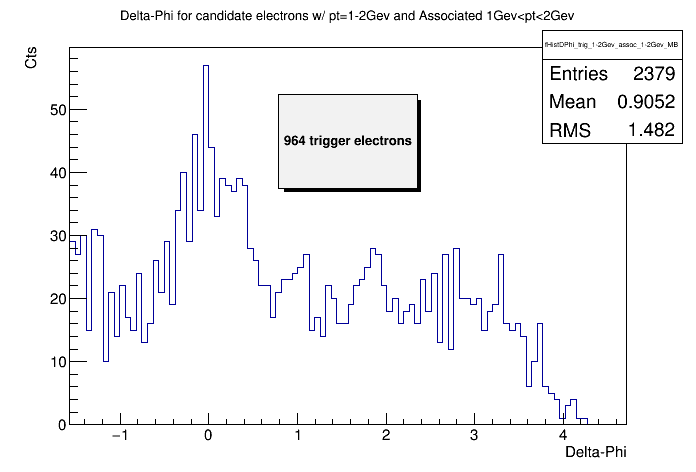 Delta-Phi for candidate electrons w/ pt=1-2Gev and Associated 1Gev<pt<2Gev
fHistDPhi_trig_1-2Gev_assoc_1-2Gev_MB
Entries 2379
Mean 0.9052
RMS 1.482
964 trigger electrons
Cts
50
40
30
20
10
0
−1 0 1 2 3 4
Delta-Phi